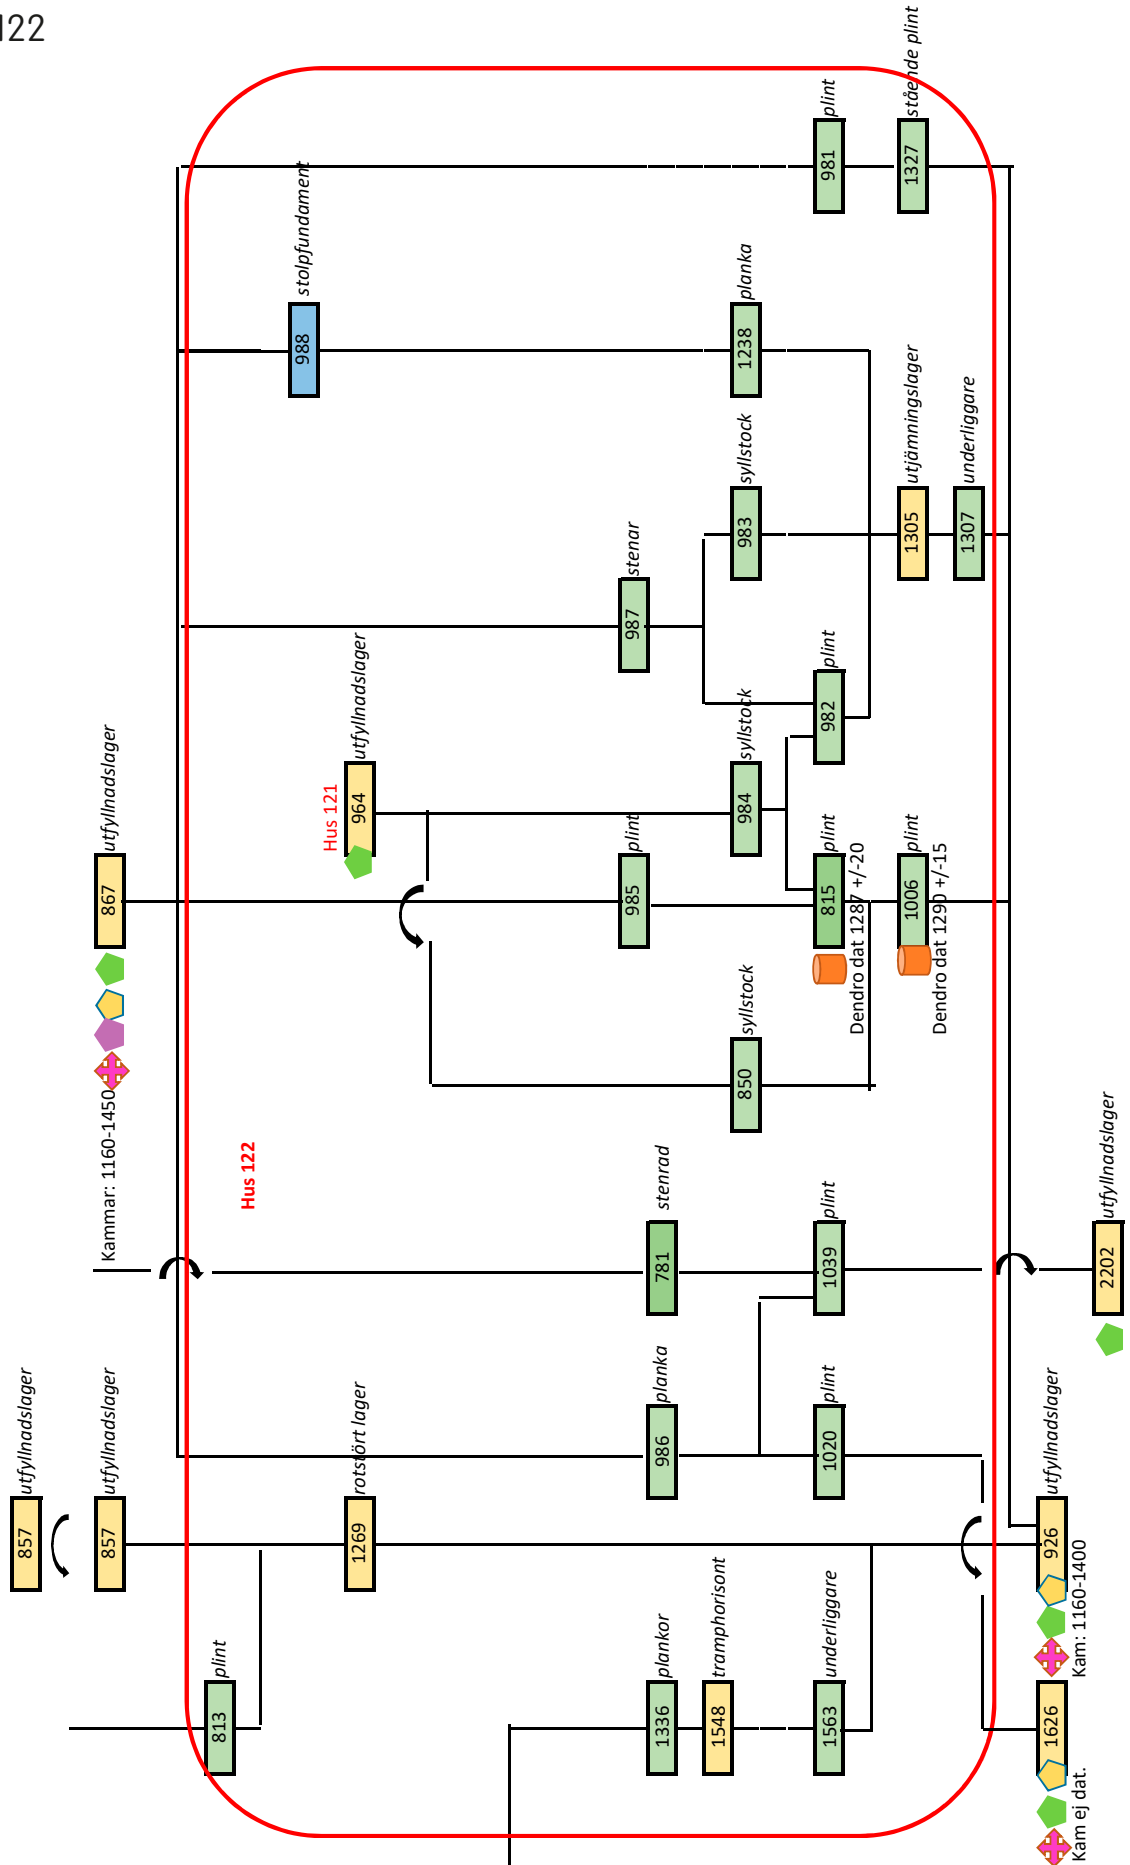 122
857 utfyllnadslager
857 utfyllnadslager
867 utfyllnadslager
Kammar: 1160-1450
Hus 122
813 plint
988 stolpfundament
Hus 121
964 utfyllnadslager
1269 rotstört lager
987 stenar
985 plint
781 stenrad
986 planka
1336 plankor
1548 tramphorisont
1238 planka
983 syllstock
984 syllstock
850 syllstock
981 plint
982 plint
815 plint
Dendro dat 1287 +/-20
1039 plint
1020 plint
1563 underliggare
1327 stående plint
1305 utjämningslager
1006 plint
Dendro dat 1290 +/-15
1307 underliggare
926 utfyllnadslager
Kam: 1160-1400
1626
Kam ej dat.
2202 utfyllnadslager